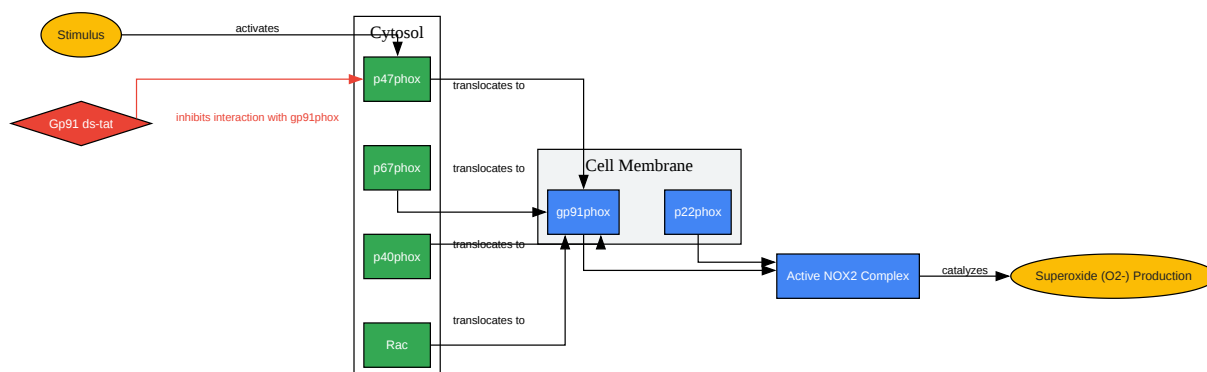 Stimulus
activates
Cytosol
p47phox
translocates to
Gp91 ds-tat
inhibits interaction with gp91phox
p67phox
translocates to
Cell Membrane
gp91phox
p22phox
p40phox
translocates to
Active NOX2 Complex
catalyzes
Superoxide (O2-) Production
translocates to
Rac